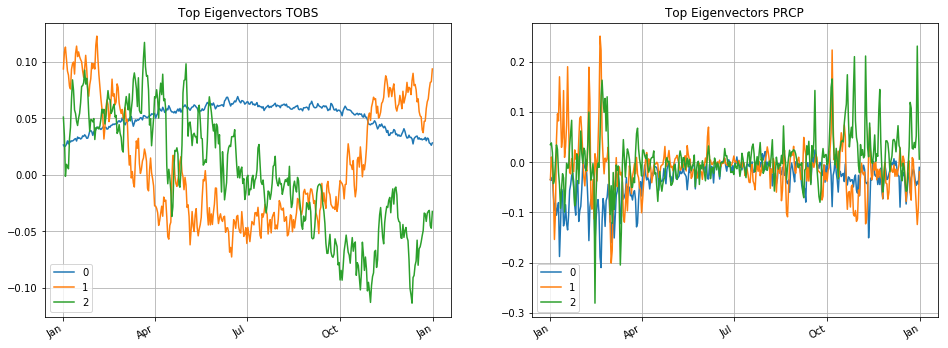 Top Eigenvectors TOBS
0.10
0.05
0.00
−0.05
−0.10
0
1
2
Jan
Apr
Jul
Oct
Jan
Top Eigenvectors PRCP
0.2
0.1
0.0
−0.1
−0.2
−0.3
0
1
2
Jan
Apr
Jul
Oct
Jan